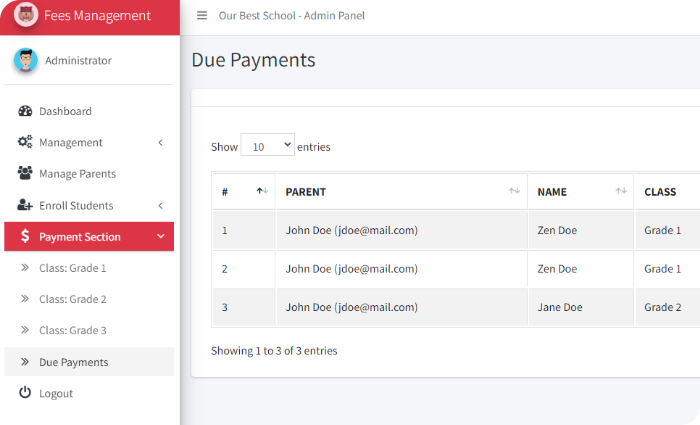 Fees Management
Our Best School - Admin Panel
Administrator
Dashboard
Management
Manage Parents
Enroll Students
Payment Section
Class: Grade 1
Class: Grade 2
Class: Grade 3
Due Payments
Logout
Due Payments
Show 10 entries
# PARENT NAME CLASS
1 John Doe (jdoe@mail.com) Zen Doe Grade 1
2 John Doe (jdoe@mail.com) Zen Doe Grade 1
3 John Doe (jdoe@mail.com) Jane Doe Grade 2
Showing 1 to 3 of 3 entries